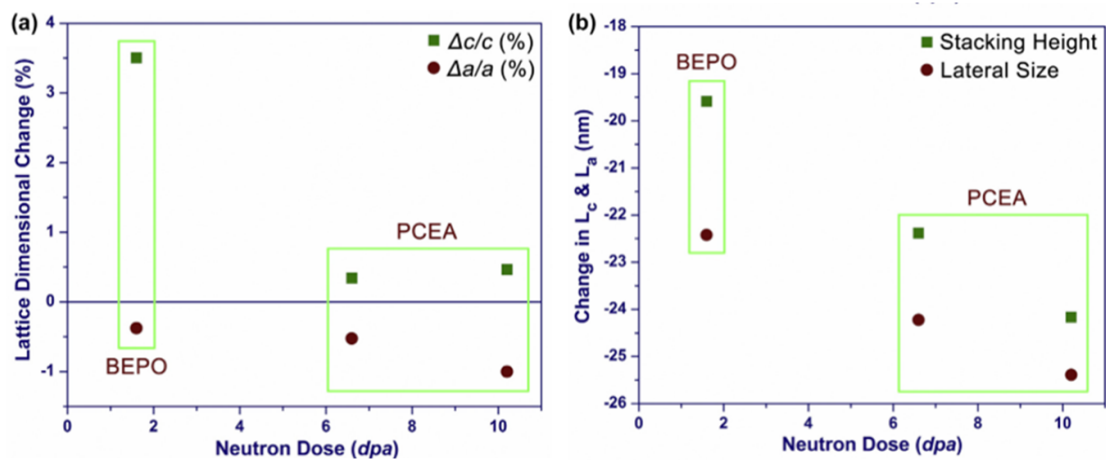 (a)
4
3
2
1
0
-1
Lattice Dimensional Change (%)
Δc/c (%)
Δa/a (%)
BEPO
PCEA
0 2 4 6 8 10
Neutron Dose (dpa)
(b)
-18
-19
-20
-21
-22
-23
-24
-25
-26
Change in Lc & La (nm)
Stacking Height
Lateral Size
BEPO
PCEA
0 2 4 6 8 10
Neutron Dose (dpa)